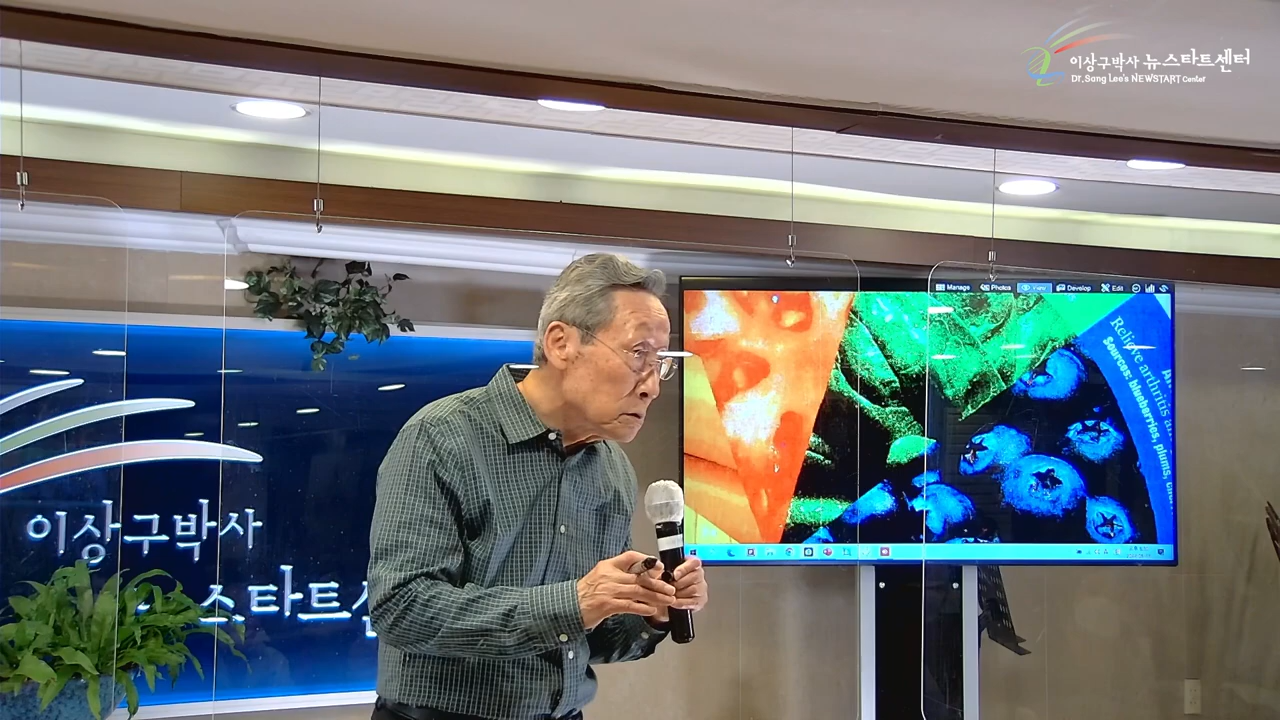 이상구박사 뉴스타트센터
Dr.Sang Lee's NEWSTART Center
Manage
Photos
View
Develop
Edit
Relieve arthritis
Sources: blueberries, plums,
이상구박사
스타트